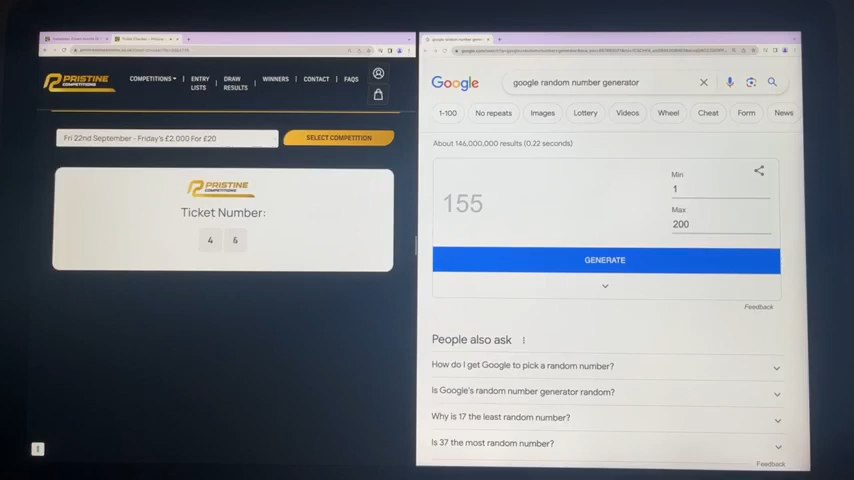 PRISTINE
COMPETITIONS
COMPETITIONS
ENTRY LISTS
DRAW RESULTS
WINNERS
CONTACT
FAQS
Fri 22nd September - Friday's £2,000 For £20
SELECT COMPETITION
PRISTINE
COMPETITIONS
Ticket Number:
4 6
Google
google random number generator
1-100
No repeats
Images
Lottery
Videos
Wheel
Cheat
Form
News
About 146,000,000 results (0.22 seconds)
155
Min
1
Max
200
GENERATE
Feedback
People also ask
How do I get Google to pick a random number?
Is Google's random number generator random?
Why is 17 the least random number?
Is 37 the most random number?
Feedback